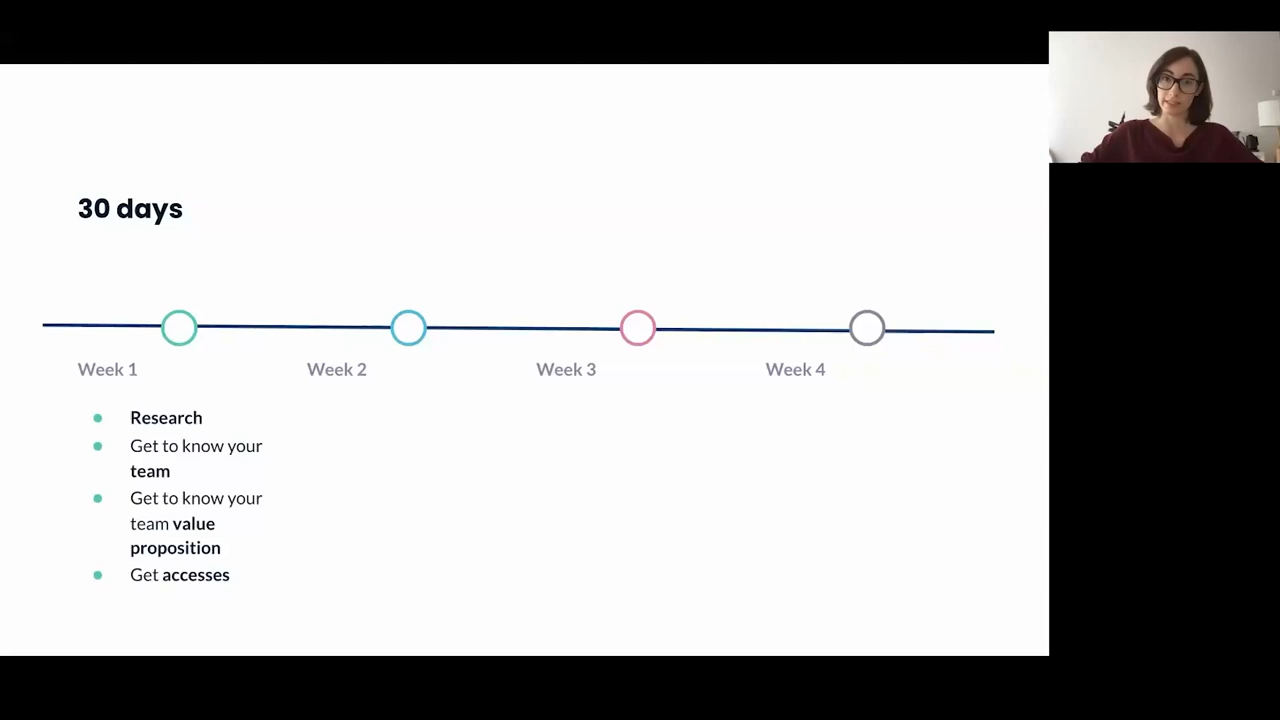 30 days
Week 1
Week 2
Week 3
Week 4
Research
Get to know your
team
Get to know your
team value
proposition
Get accesses